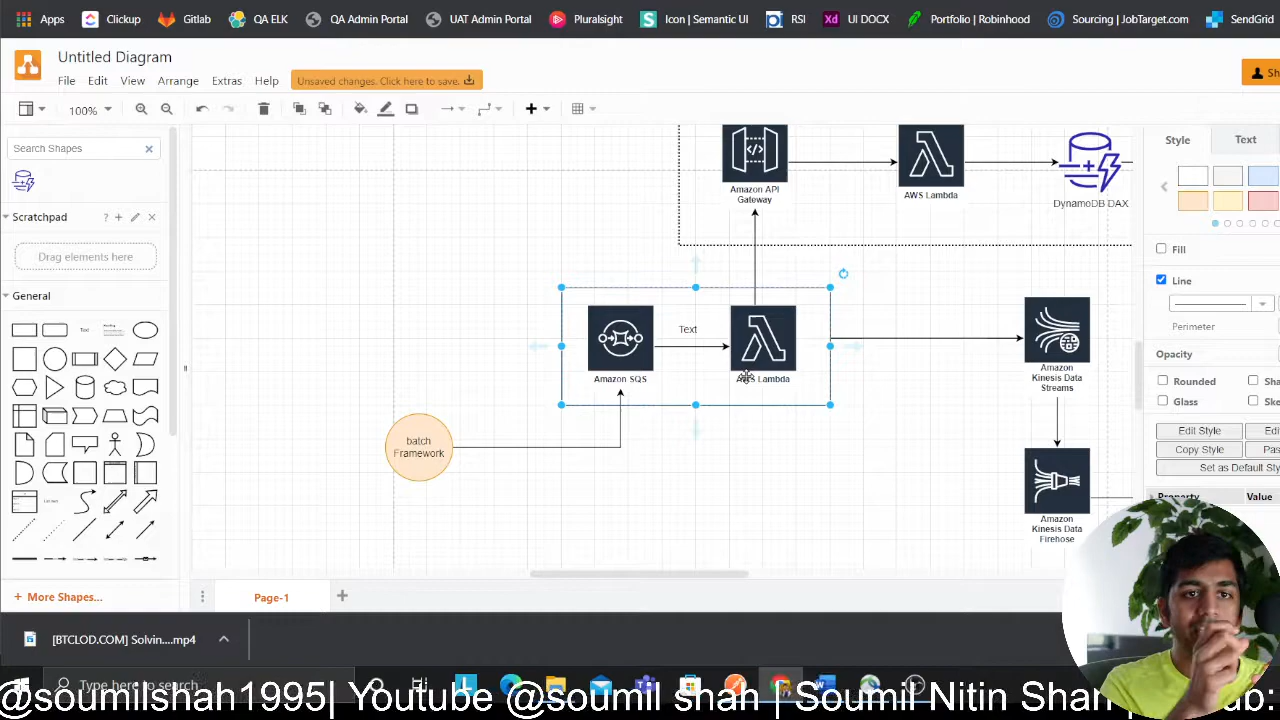 Apps Clickup Gitlab QA ELK QA Admin Portal UAT Admin Portal Pluralsight Icon | Semantic UI RSI UI DOCX Portfolio | Robinhood Sourcing | JobTarget.com SendGrid
Untitled Diagram
File Edit View Arrange Extras Help Unsaved changes. Click here to save.
100%
Search Shapes
Scratchpad
Drag elements here
General
More Shapes...
Amazon API
Gateway
AWS Lambda
DynamoDB DAX
Text
Amazon SQS
AWS Lambda
batch
Framework
Amazon
Kinesis Data
Streams
Amazon
Kinesis Data
Firehose
Style Text
Fill
Line
Perimeter
Opacity
Rounded
Glass
Edit Style
Copy Style
Set as Default
Property Value
Page-1
[BTCLOD.COM] Solvin....mp4
Type here to search
@soumilshah1995| Youtube @soumil shah | Soumil Nitin Shah